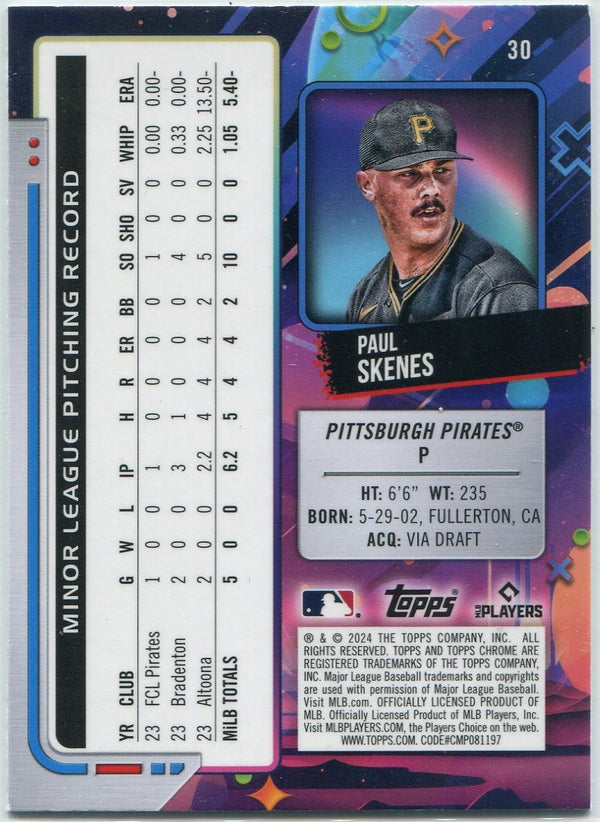 30
P
PAUL
SKENES
PITTSBURGH PIRATES®
P
HT: 6'6" WT: 235
BORN: 5-29-02, FULLERTON, CA
ACQ: VIA DRAFT
Topps
MLB PLAYERS
® & © 2024 THE TOPPS COMPANY, INC. ALL
RIGHTS RESERVED. TOPPS AND TOPPS CHROME ARE
REGISTERED TRADEMARKS OF THE TOPPS COMPANY,
INC. Major League Baseball trademarks and copyrights
are used with permission of Major League Baseball.
Visit MLB.com. OFFICIALLY LICENSED PRODUCT OF
MLB. Officially Licensed Product of MLB Players, Inc.
Visit MLBPLAYERS.com, the Players Choice on the web.
WWW.TOPPS.COM. CODE#CMP081197
MINOR LEAGUE PITCHING RECORD
YR CLUB G W L IP H R ER BB SO SHO SV WHIP ERA
23 FCL Pirates 1 0 0 1 0 0 0 0 1 0 0 0.00 0.00-
23 Bradenton 2 0 0 3 1 0 0 0 4 0 0 0.33 0.00-
23 Altoona 2 0 0 2.2 4 4 4 2 5 0 0 2.25 13.50-
MiLB TOTALS 5 0 0 6.2 5 4 4 2 10 0 0 1.05 5.40-